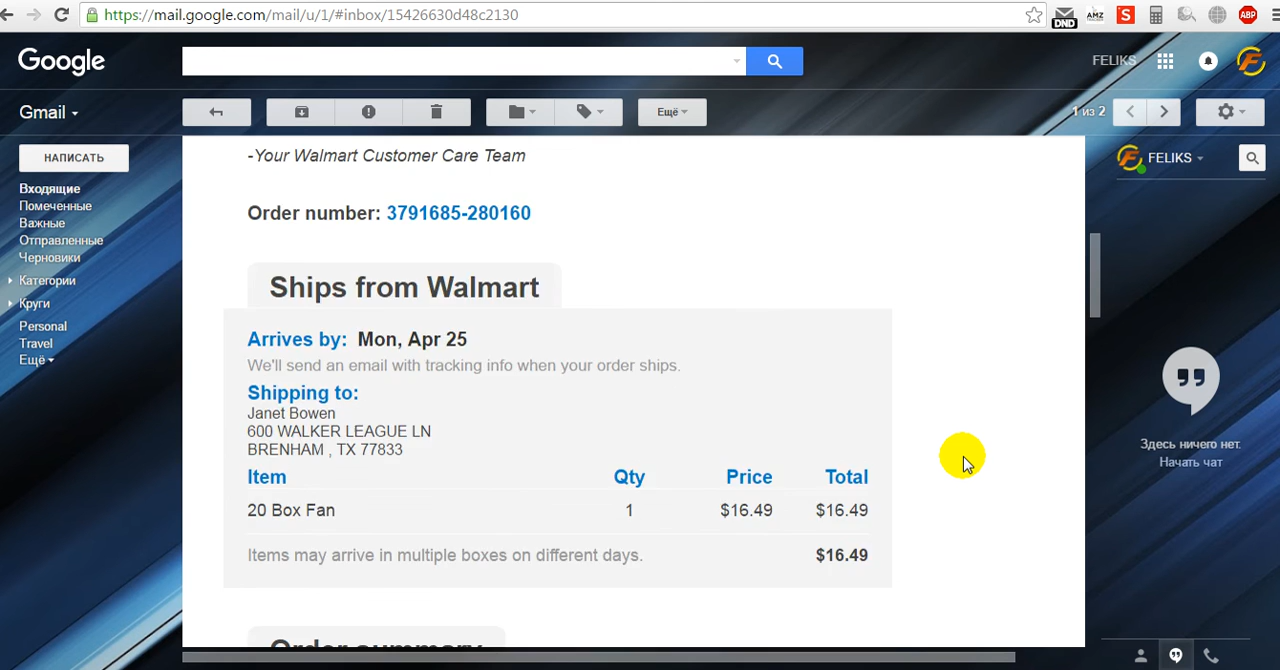 https://mail.google.com/mail/u/1/#inbox/15426630d48c2130
DND
AMZ
S
ABP
Google
FELIKS
Gmail
Ещё
1 из 2
НАПИСАТЬ
Входящие
Помеченные
Важные
Отправленные
Черновики
Категории
Круги
Personal
Travel
Ещё
-Your Walmart Customer Care Team
Order number: 3791685-280160
Ships from Walmart
Arrives by: Mon, Apr 25
We'll send an email with tracking info when your order ships.
Shipping to:
Janet Bowen
600 WALKER LEAGUE LN
BRENHAM , TX 77833
Item Qty Price Total
20 Box Fan 1 $16.49 $16.49
Items may arrive in multiple boxes on different days. $16.49
Order summary
FELIKS
Здесь ничего нет.
Начать чат